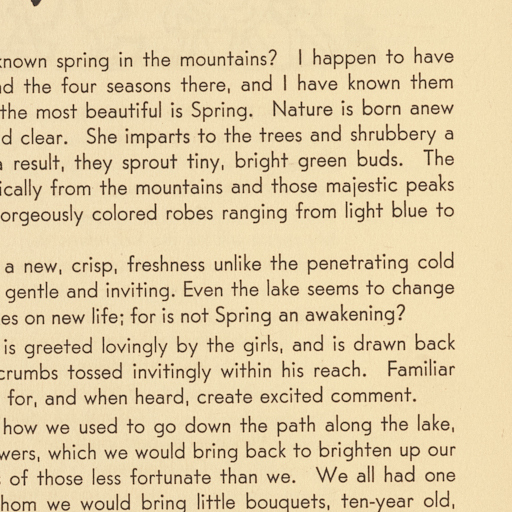 known spring in the mountains? I happen to have
the four seasons there, and I have known them
the most beautiful is Spring. Nature is born anew
clear. She imparts to the trees and shrubbery a
result, they sprout tiny, bright green buds. The
from the mountains and those majestic peaks
colored robes ranging from light blue to
a new, crisp, freshness unlike the penetrating cold
gentle and inviting. Even the lake seems to change
on new life; for is not Spring an awakening?
is greeted lovingly by the girls, and is drawn back
crumbs tossed invitingly within his reach. Familiar
for, and when heard, create excited comment.
how we used to go down the path along the lake,
which we would bring back to brighten up our
of those less fortunate than we. We all had one
we would bring little bouquets, ten-year old,